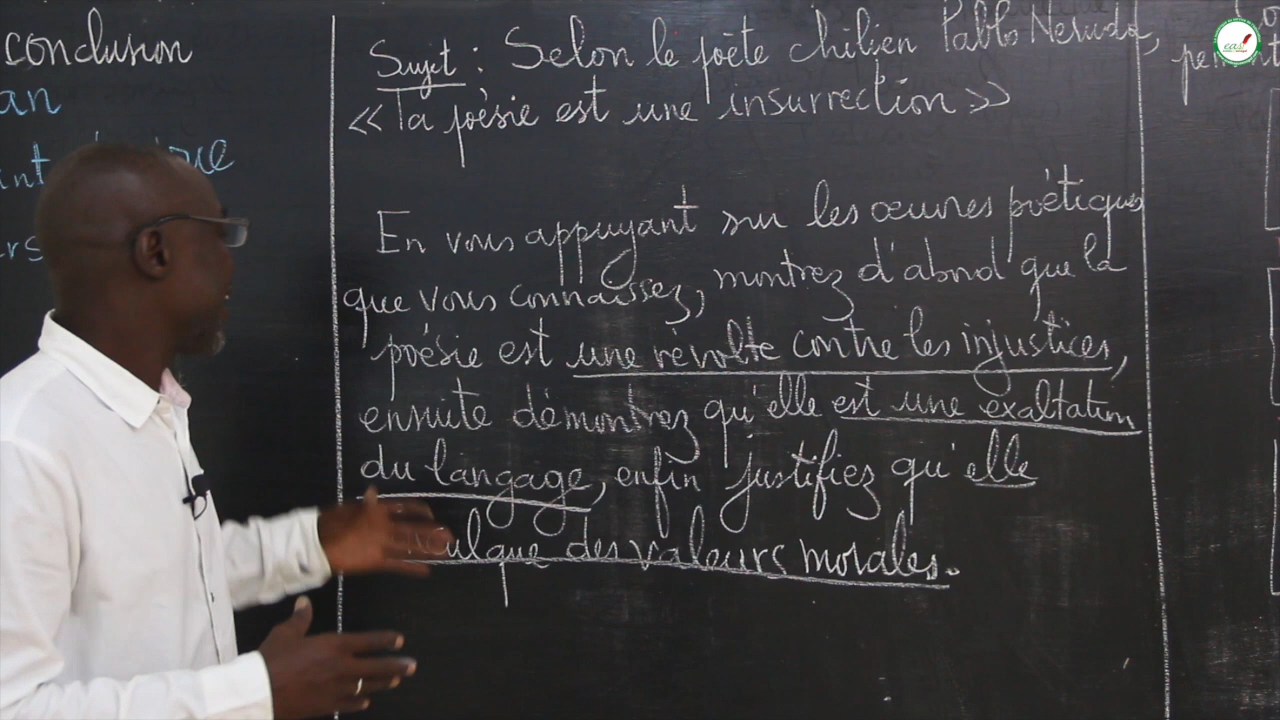 conclusion
Sujet : Selon le poète chilien Pablo Neruda,
« la poésie est une insurrection »
En vous appuyant sur les œuvres poétiques
que vous connaissez, montrez d'abord que la
poésie est une révolte contre les injustices,
ensuite démontrez qu'elle est une exaltation
du langage, enfin justifiez qu'elle
des valeurs morales.
eas!